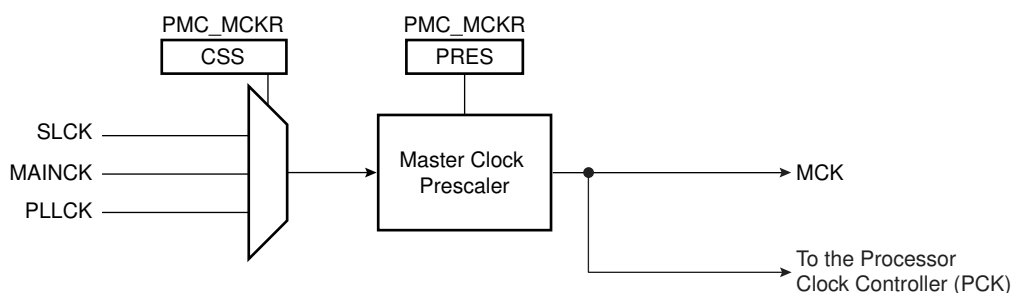 PMC_MCKR
CSS
PMC_MCKR
PRES
SLCK
MAINCK
PLLCK
Master Clock
Prescaler
MCK
To the Processor
Clock Controller (PCK)